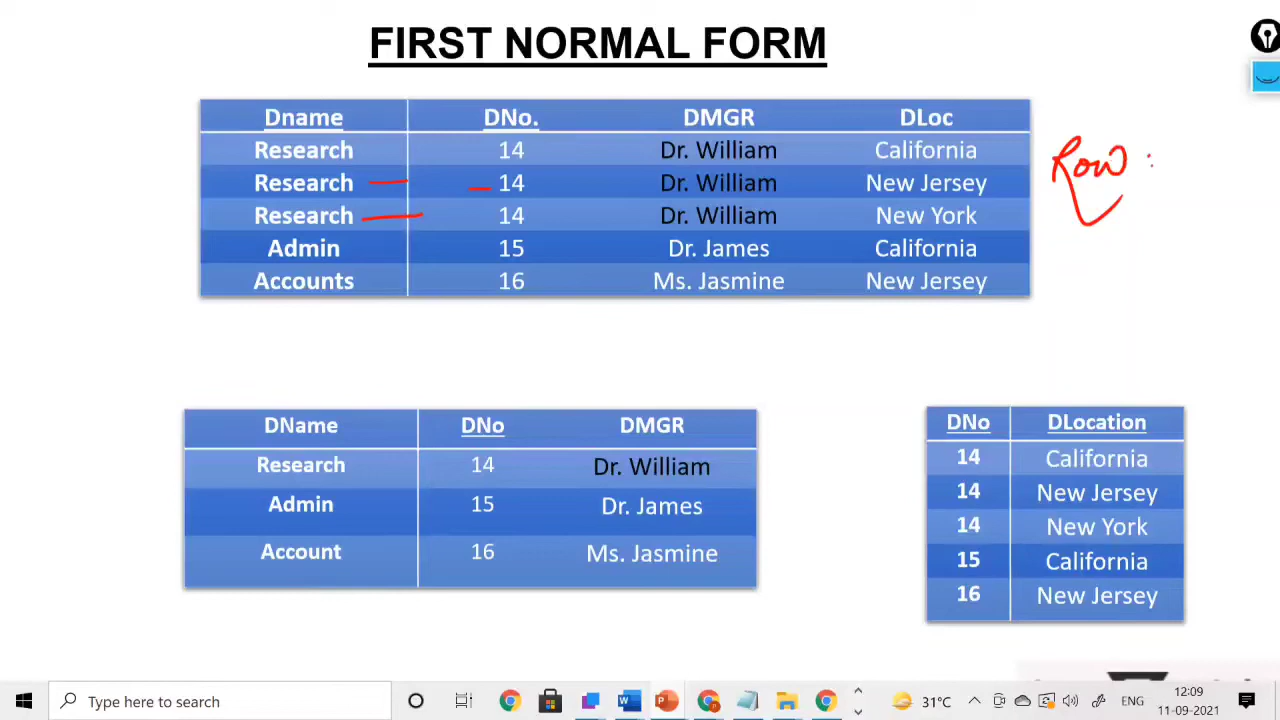 FIRST NORMAL FORM
Dname DNo. DMGR DLoc
Research 14 Dr. William California
Research 14 Dr. William New Jersey
Research 14 Dr. William New York
Admin 15 Dr. James California
Accounts 16 Ms. Jasmine New Jersey
Row :
DName DNo DMGR
Research 14 Dr. William
Admin 15 Dr. James
Account 16 Ms. Jasmine
DNo DLocation
14 California
14 New Jersey
14 New York
15 California
16 New Jersey
Type here to search
31°C
ENG
12:09
11-09-2021